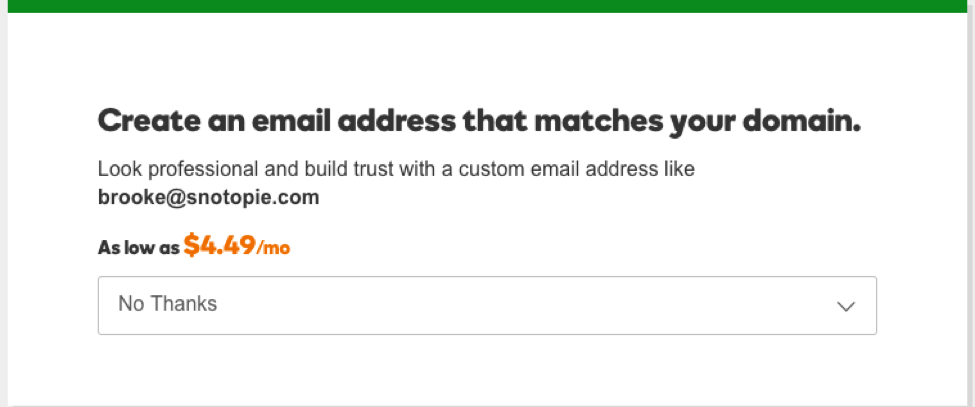 Create an email address that matches your domain.
Look professional and build trust with a custom email address like
brooke@snotopie.com
As low as $4.49/mo
No Thanks